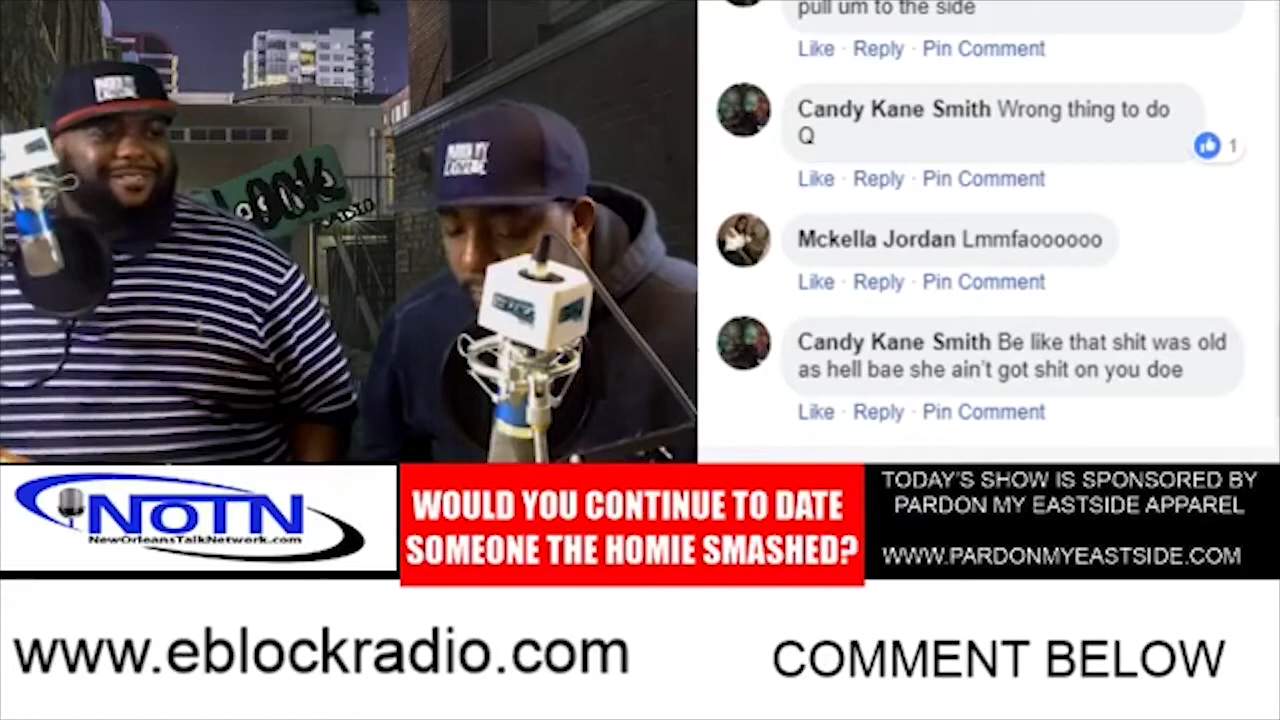 pull um to the side
Like · Reply · Pin Comment
Candy Kane Smith Wrong thing to do
Q
1
Like · Reply · Pin Comment
Mckella Jordan Lmmfaoooooo
Like · Reply · Pin Comment
Candy Kane Smith Be like that shit was old
as hell bae she ain't got shit on you doe
Like · Reply · Pin Comment
PARDON MY
EASTSIDE
NOTN
NewOrleansTalkNetwork.com
WOULD YOU CONTINUE TO DATE
SOMEONE THE HOMIE SMASHED?
TODAY'S SHOW IS SPONSORED BY
PARDON MY EASTSIDE APPAREL
WWW.PARDONMYEASTSIDE.COM
www.eblockradio.com
COMMENT BELOW